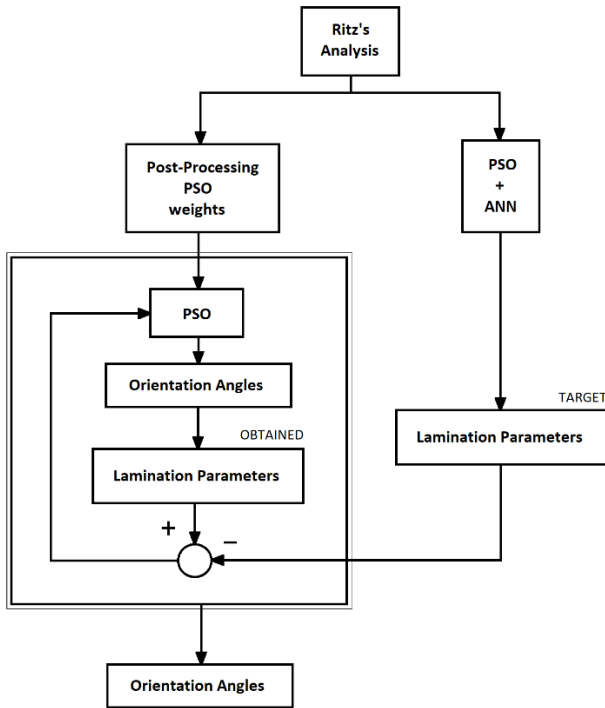 Ritz's
Analysis
Post-Processing
PSO
weights
PSO
+
ANN
PSO
Orientation Angles
TARGET
OBTAINED
Lamination Parameters
Lamination Parameters
+
−
Orientation Angles